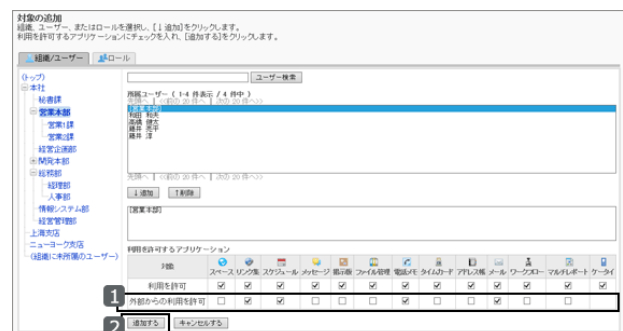 対象の追加
組織、ユーザー、またはロールを選択し、[↓追加]をクリックします。
利用を許可するアプリケーションにチェックを入れ、[追加する]をクリックします。
組織/ユーザー ロール
(トップ)
本社
秘書課
営業本部
営業1課
営業2課
経営企画部
開発本部
総務部
経理部
人事部
情報システム部
経営管理部
上海支店
ニューヨーク支店
(組織に未所属のユーザー)
ユーザー検索
所属ユーザー ( 1-4 件表示 / 4 件中 )
先頭へ | <<前の 20 件へ | 次の 20 件へ>>
[営業本部]
和田 和夫
高橋 健太
藤井 淳
先頭へ | <<前の 20 件へ | 次の 20 件へ>>
↓追加 ↑削除
[営業本部]
利用を許可するアプリケーション
対象 スペース リンク集 スケジュール メッセージ 掲示板 ファイル管理 電話メモ タイムカード アドレス帳 メール ワークフロー マルチレポート ケータイ
利用を許可
1 外部からの利用を許可
2 追加する キャンセルする